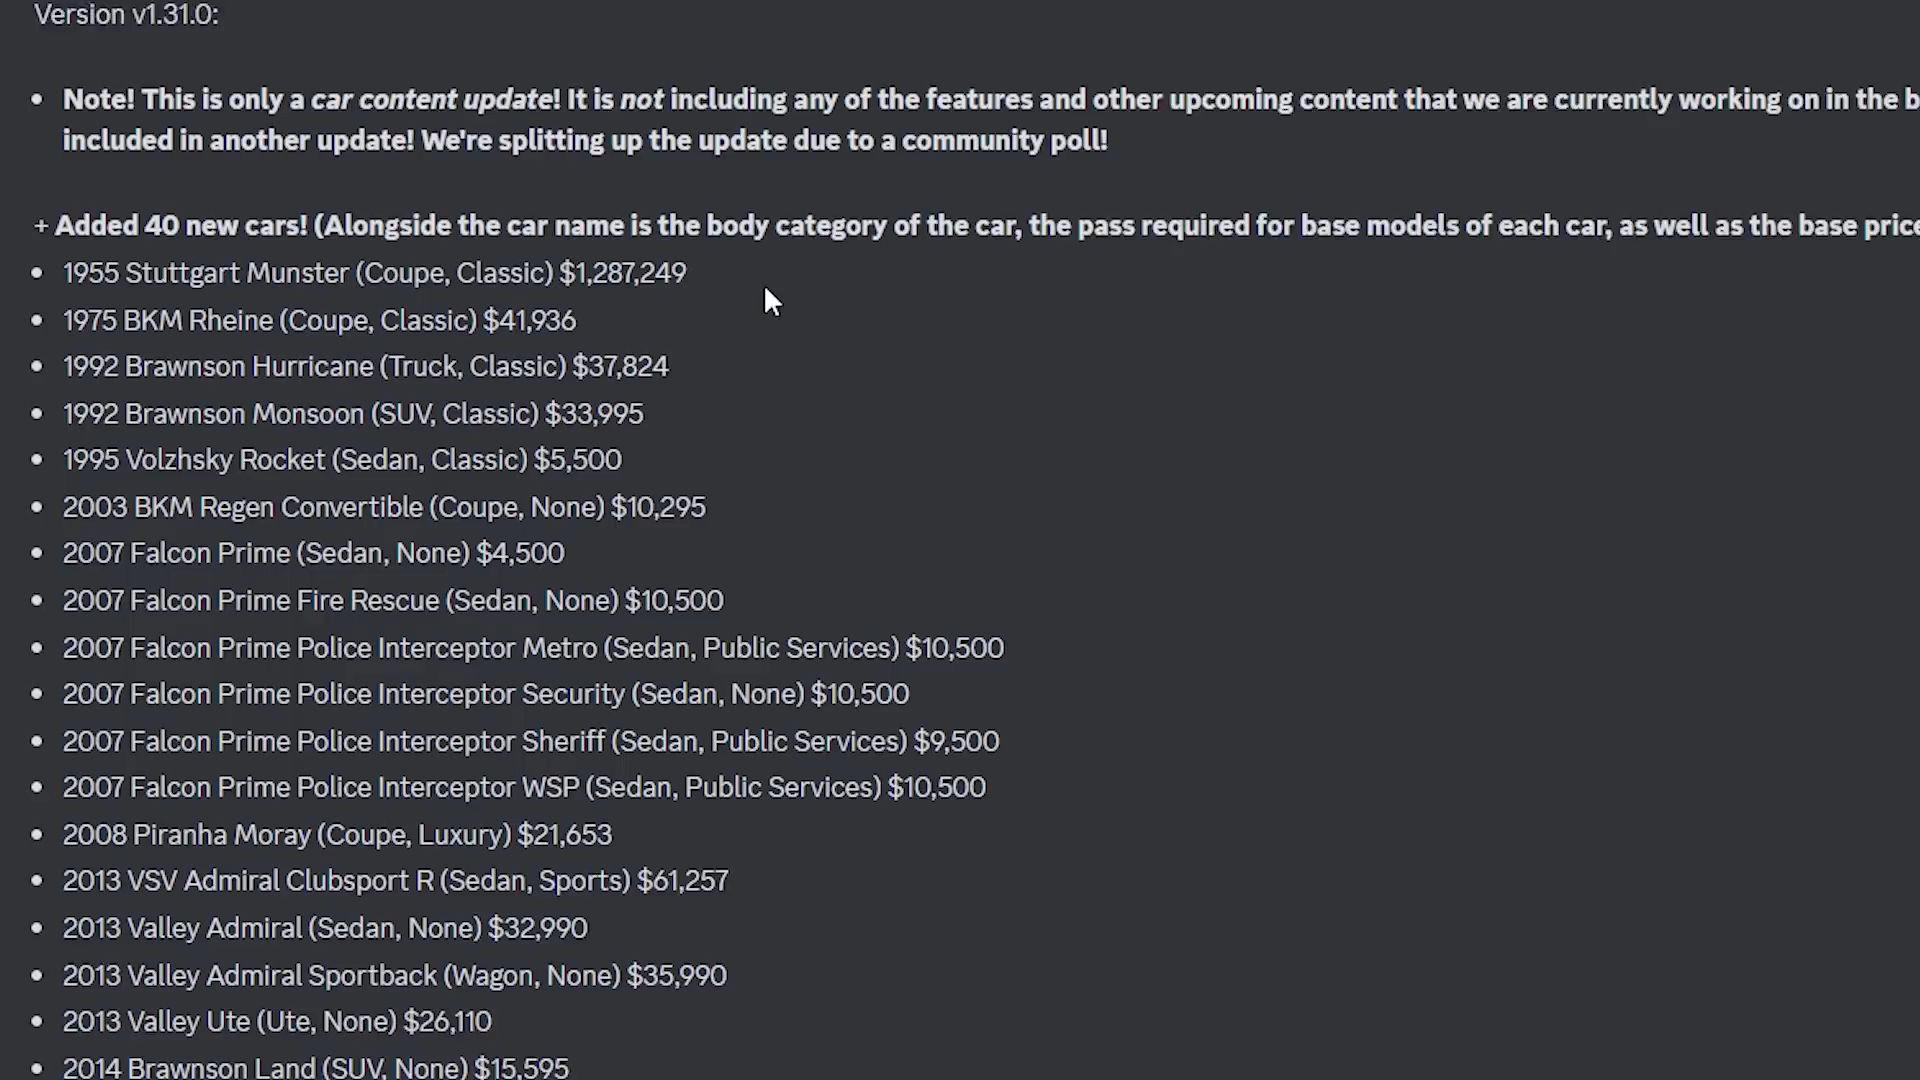 Version v1.31.0:
• Note! This is only a car content update! It is not including any of the features and other upcoming content that we are currently working on in the b
included in another update! We're splitting up the update due to a community poll!
+ Added 40 new cars! (Alongside the car name is the body category of the car, the pass required for base models of each car, as well as the base price
• 1955 Stuttgart Munster (Coupe, Classic) $1,287,249
• 1975 BKM Rheine (Coupe, Classic) $41,936
• 1992 Brawnson Hurricane (Truck, Classic) $37,824
• 1992 Brawnson Monsoon (SUV, Classic) $33,995
• 1995 Volzhsky Rocket (Sedan, Classic) $5,500
• 2003 BKM Regen Convertible (Coupe, None) $10,295
• 2007 Falcon Prime (Sedan, None) $4,500
• 2007 Falcon Prime Fire Rescue (Sedan, None) $10,500
• 2007 Falcon Prime Police Interceptor Metro (Sedan, Public Services) $10,500
• 2007 Falcon Prime Police Interceptor Security (Sedan, None) $10,500
• 2007 Falcon Prime Police Interceptor Sheriff (Sedan, Public Services) $9,500
• 2007 Falcon Prime Police Interceptor WSP (Sedan, Public Services) $10,500
• 2008 Piranha Moray (Coupe, Luxury) $21,653
• 2013 VSV Admiral Clubsport R (Sedan, Sports) $61,257
• 2013 Valley Admiral (Sedan, None) $32,990
• 2013 Valley Admiral Sportback (Wagon, None) $35,990
• 2013 Valley Ute (Ute, None) $26,110
• 2014 Brawnson Land (SUV, None) $15,595